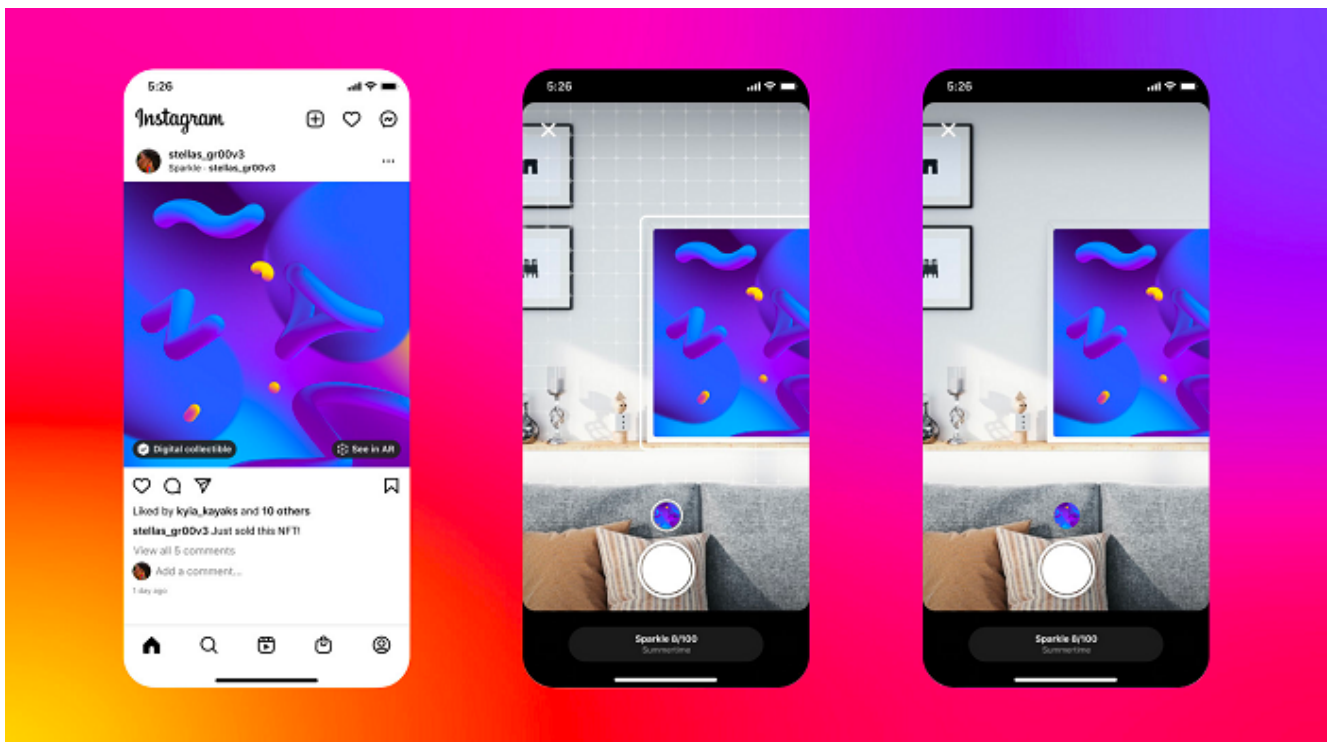 5:26
Instagram
stellas_gr00v3
Sparkle · stellas_gr00v3
Digital collectible
See in AR
Liked by kyia_kayaks and 10 others
stellas_gr0Dv3 Just sold this NFT!
View all 5 comments
Add a comment...
1 day ago
5:26
Sparkle 8/100
Summertime
5:26
Sparkle 8/100
Summertime